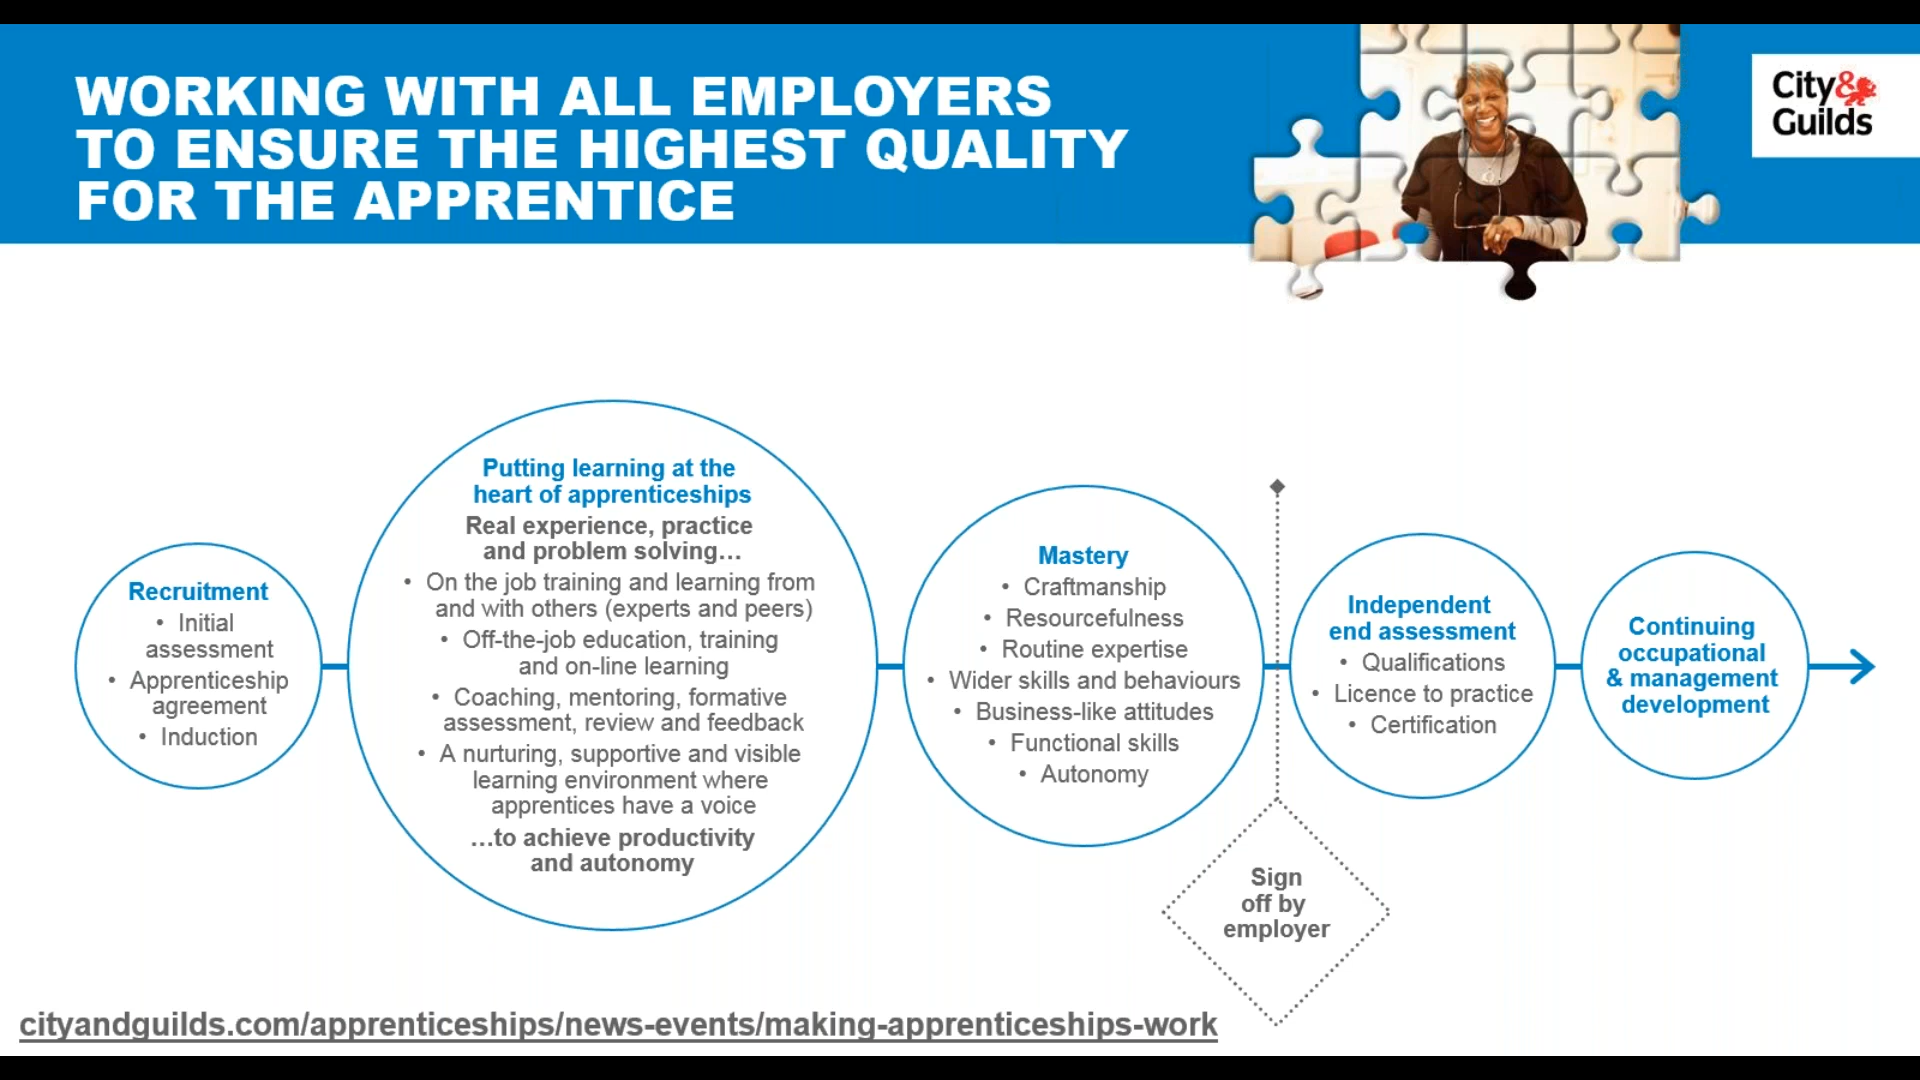 WORKING WITH ALL EMPLOYERS
TO ENSURE THE HIGHEST QUALITY
FOR THE APPRENTICE
City&
Guilds
Recruitment
• Initial
assessment
• Apprenticeship
agreement
• Induction
Putting learning at the
heart of apprenticeships
Real experience, practice
and problem solving…
• On the job training and learning from
and with others (experts and peers)
• Off-the-job education, training
and on-line learning
• Coaching, mentoring, formative
assessment, review and feedback
• A nurturing, supportive and visible
learning environment where
apprentices have a voice
…to achieve productivity
and autonomy
Mastery
• Craftmanship
• Resourcefulness
• Routine expertise
• Wider skills and behaviours
• Business-like attitudes
• Functional skills
• Autonomy
Sign
off by
employer
Independent
end assessment
• Qualifications
• Licence to practice
• Certification
Continuing
occupational
& management
development
cityandguilds.com/apprenticeships/news-events/making-apprenticeships-work